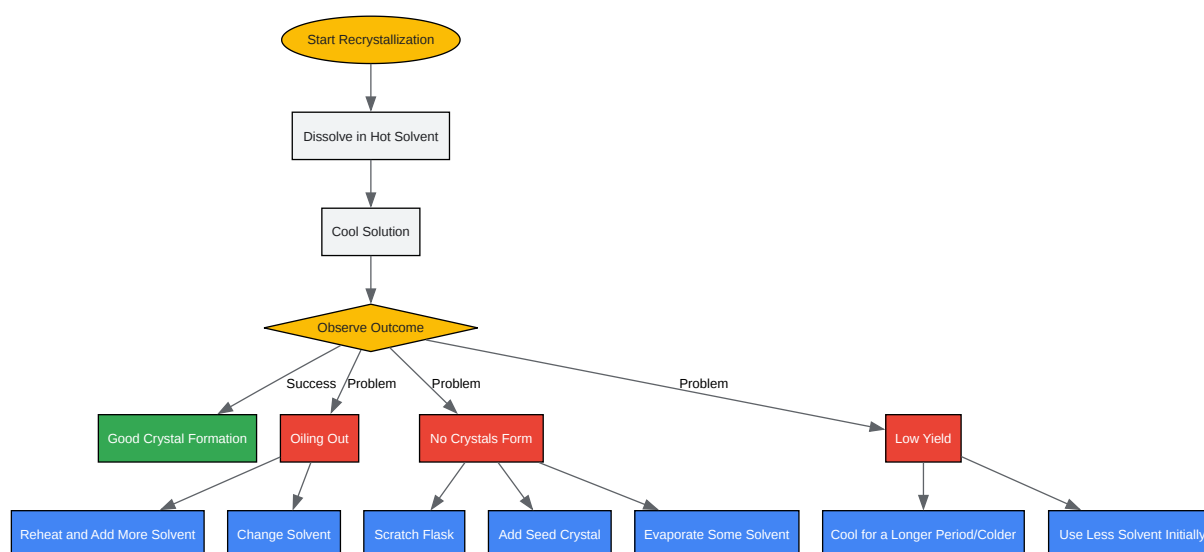 Start Recrystallization
Dissolve in Hot Solvent
Cool Solution
Observe Outcome
Success
Problem
Problem
Problem
Good Crystal Formation
Oiling Out
No Crystals Form
Low Yield
Reheat and Add More Solvent
Change Solvent
Scratch Flask
Add Seed Crystal
Evaporate Some Solvent
Cool for a Longer Period/Colder
Use Less Solvent Initially